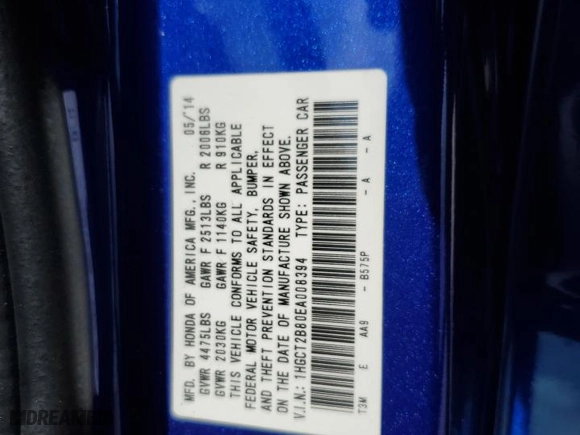 MFD. BY HONDA OF AMERICA MFG., INC. 05/'14
GVWR 4475LBS GAWR F 2513LBS R 2006LBS
GVWR 2030KG GAWR F 1140KG R 910KG
THIS VEHICLE CONFORMS TO ALL APPLICABLE
FEDERAL MOTOR VEHICLE SAFETY, BUMPER,
AND THEFT PREVENTION STANDARDS IN EFFECT
ON THE DATE OF MANUFACTURE SHOWN ABOVE.
V.I.N.: 1HGCT2B80EA008394 TYPE: PASSENGER CAR
T3M E AA9 - B575P - A - A
DREAM